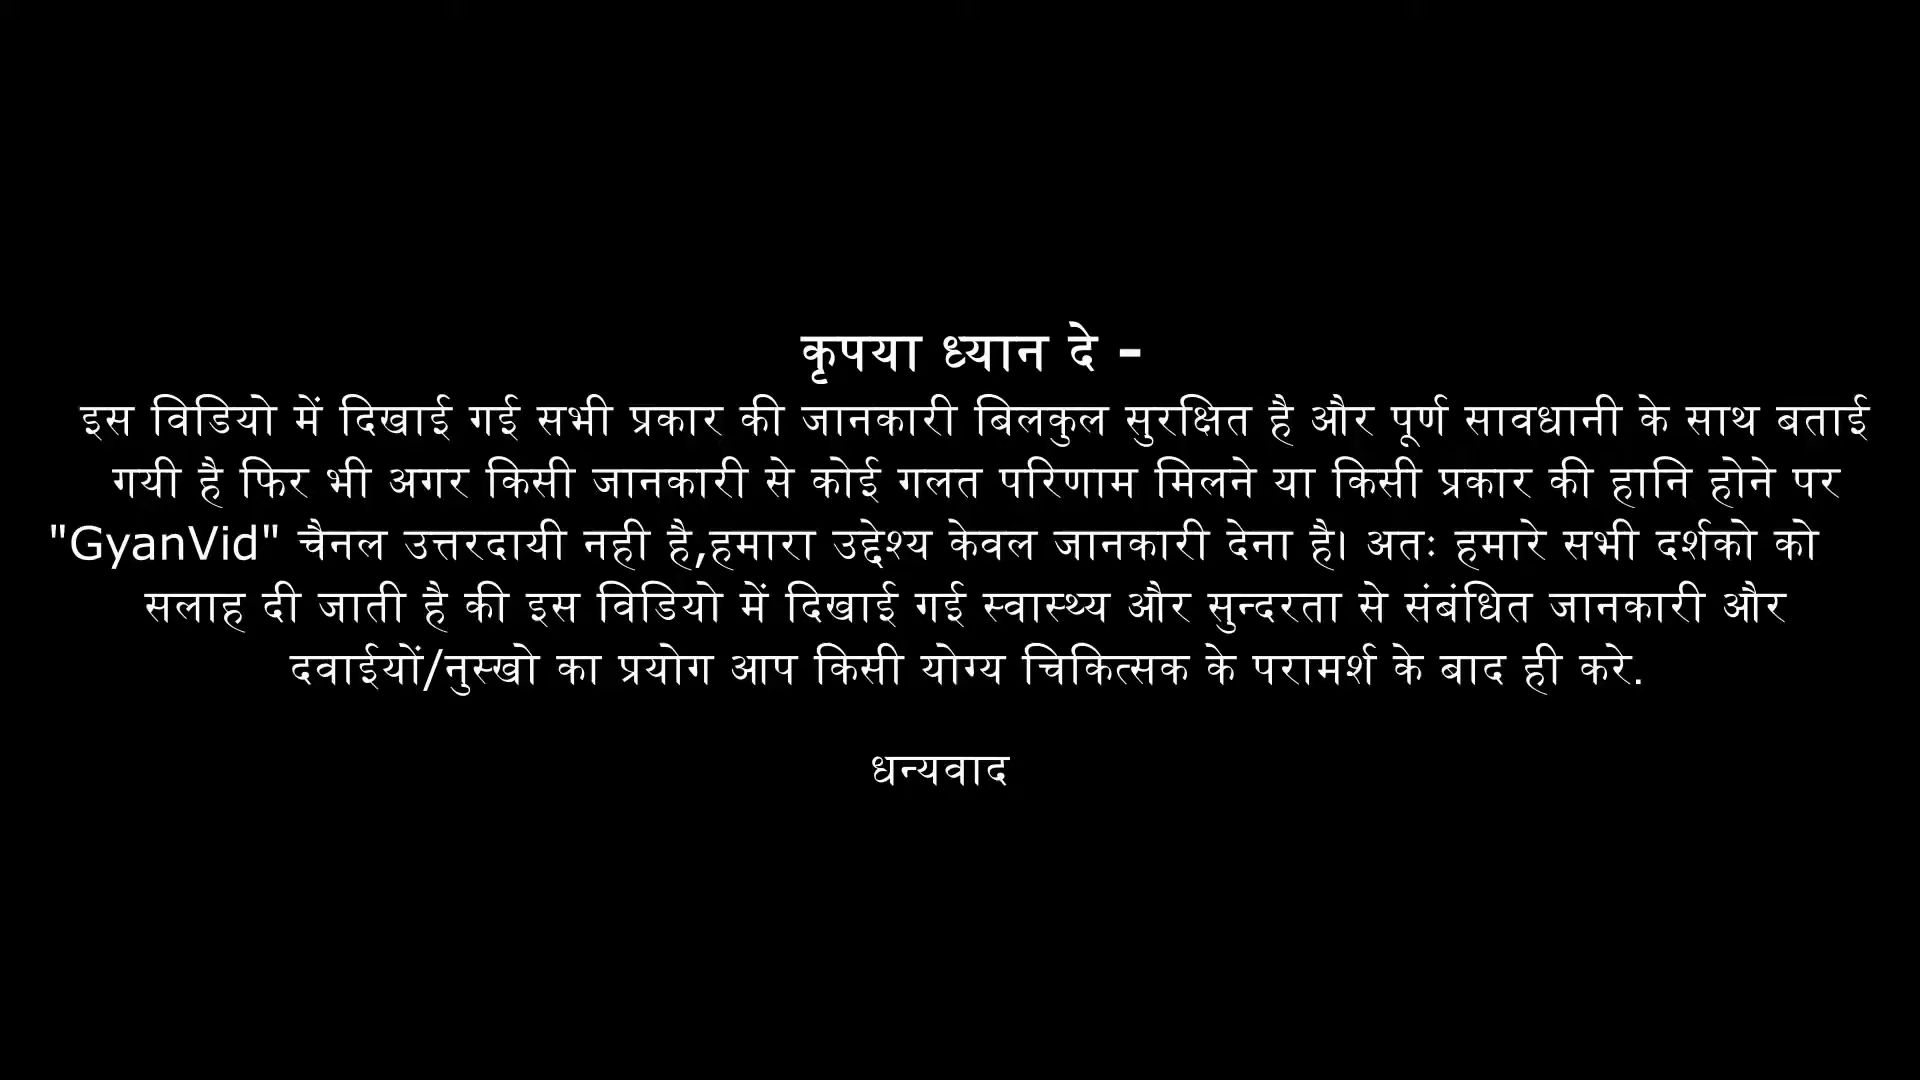 कृपया ध्यान दे -
इस विडियो में दिखाई गई सभी प्रकार की जानकारी बिलकुल सुरक्षित है और पूर्ण सावधानी के साथ बताई
गयी है फिर भी अगर किसी जानकारी से कोई गलत परिणाम मिलने या किसी प्रकार की हानि होने पर
"GyanVid" चैनल उत्तरदायी नही है,हमारा उद्देश्य केवल जानकारी देना है। अतः हमारे सभी दर्शको को
सलाह दी जाती है की इस विडियो में दिखाई गई स्वास्थ्य और सुन्दरता से संबंधित जानकारी और
दवाईयों/नुस्खो का प्रयोग आप किसी योग्य चिकित्सक के परामर्श के बाद ही करे.
धन्यवाद